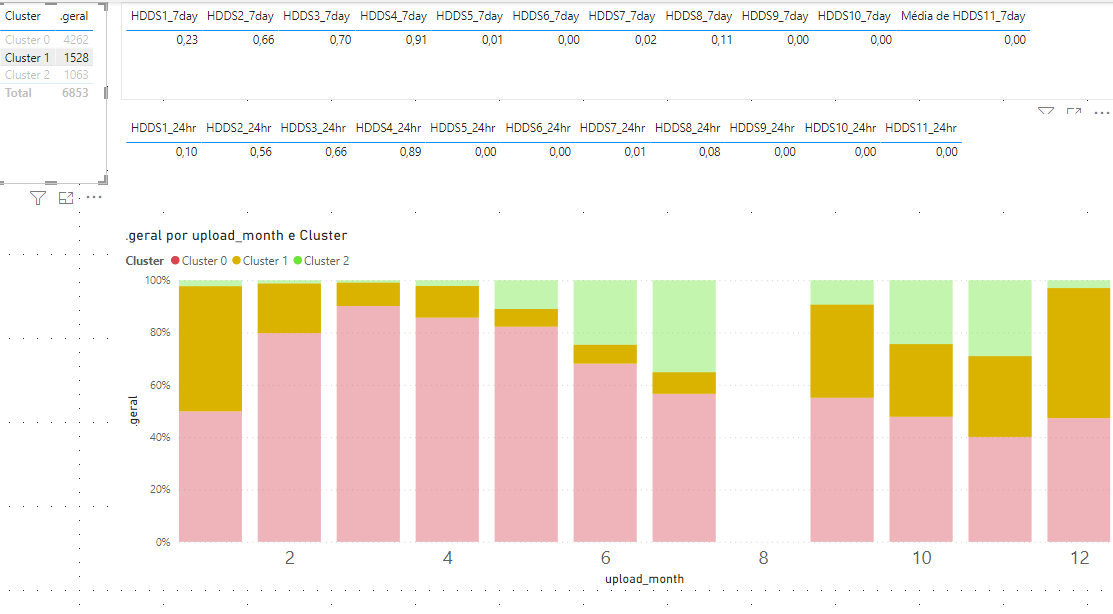 Cluster .geral
Cluster 0 4262
Cluster 1 1528
Cluster 2 1063
Total 6853
HDDS1_7day HDDS2_7day HDDS3_7day HDDS4_7day HDDS5_7day HDDS6_7day HDDS7_7day HDDS8_7day HDDS9_7day HDDS10_7day Média de HDDS11_7day
0,23 0,66 0,70 0,91 0,01 0,00 0,02 0,11 0,00 0,00 0,00
HDDS1_24hr HDDS2_24hr HDDS3_24hr HDDS4_24hr HDDS5_24hr HDDS6_24hr HDDS7_24hr HDDS8_24hr HDDS9_24hr HDDS10_24hr HDDS11_24hr
0,10 0,56 0,66 0,89 0,00 0,00 0,01 0,08 0,00 0,00 0,00
.geral por upload_month e Cluster
Cluster Cluster 0 Cluster 1 Cluster 2
100%
80%
60%
40%
20%
0%
.geral
2 4 6 8 10 12
upload_month